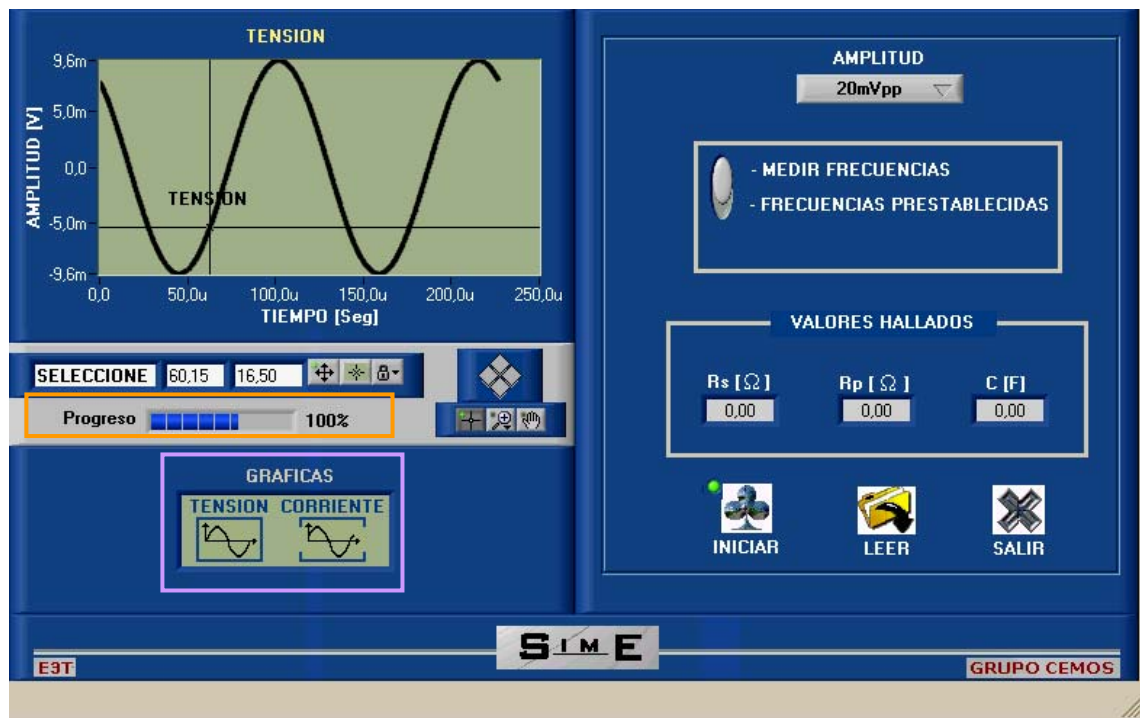 TENSION
AMPLITUD [V]
9,6m
5,0m
0,0
-5,0m
-9,6m
TENSION
0,0 50,0u 100,0u 150,0u 200,0u 250,0u
TIEMPO [Seg]
SELECCIONE 60,15 16,50
Progreso 100%
GRAFICAS
TENSION CORRIENTE
AMPLITUD
20mVpp
- MEDIR FRECUENCIAS
- FRECUENCIAS PRESTABLECIDAS
VALORES HALLADOS
Rs [Ω] Rp [Ω] C [F]
0,00 0,00 0,00
INICIAR LEER SALIR
SIME
E3T GRUPO CEMOS